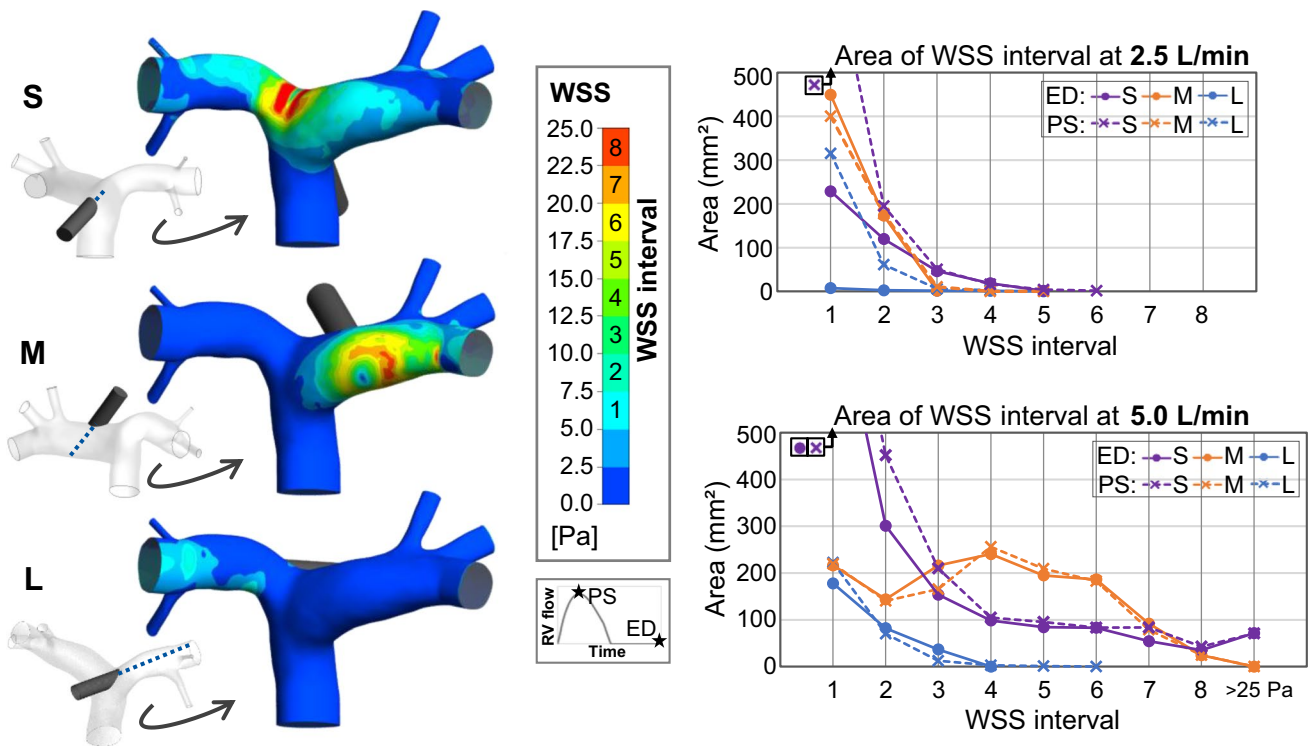 S
M
L
WSS
25.0
22.5
20.0
17.5
15.0
12.5
10.0
7.5
5.0
2.5
0.0
[Pa]
8
7
6
5
4
3
2
1
WSS interval
RV flow
PS
ED
Time
Area of WSS interval at 2.5 L/min
ED: S M L
PS: S M L
500
400
300
200
100
0
Area (mm²)
1 2 3 4 5 6 7 8
WSS interval
Area of WSS interval at 5.0 L/min
ED: S M L
PS: S M L
500
400
300
200
100
0
Area (mm²)
1 2 3 4 5 6 7 8 >25 Pa
WSS interval